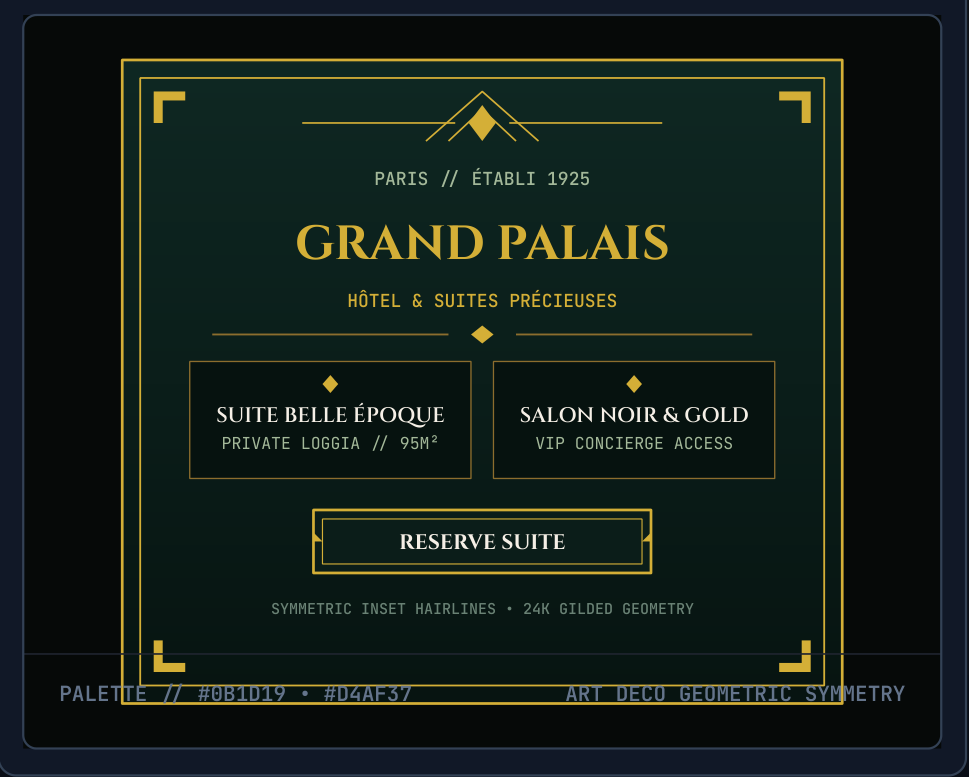 PARIS // ÉTABLI 1925
GRAND PALAIS
HÔTEL & SUITES PRÉCIEUSES
SUITE BELLE ÉPOQUE
PRIVATE LOGGIA // 95M²
SALON NOIR & GOLD
VIP CONCIERGE ACCESS
RESERVE SUITE
SYMMETRIC INSET HAIRLINES • 24K GILDED GEOMETRY
PALETTE // #0B1D19 • #D4AF37
ART DECO GEOMETRIC SYMMETRY